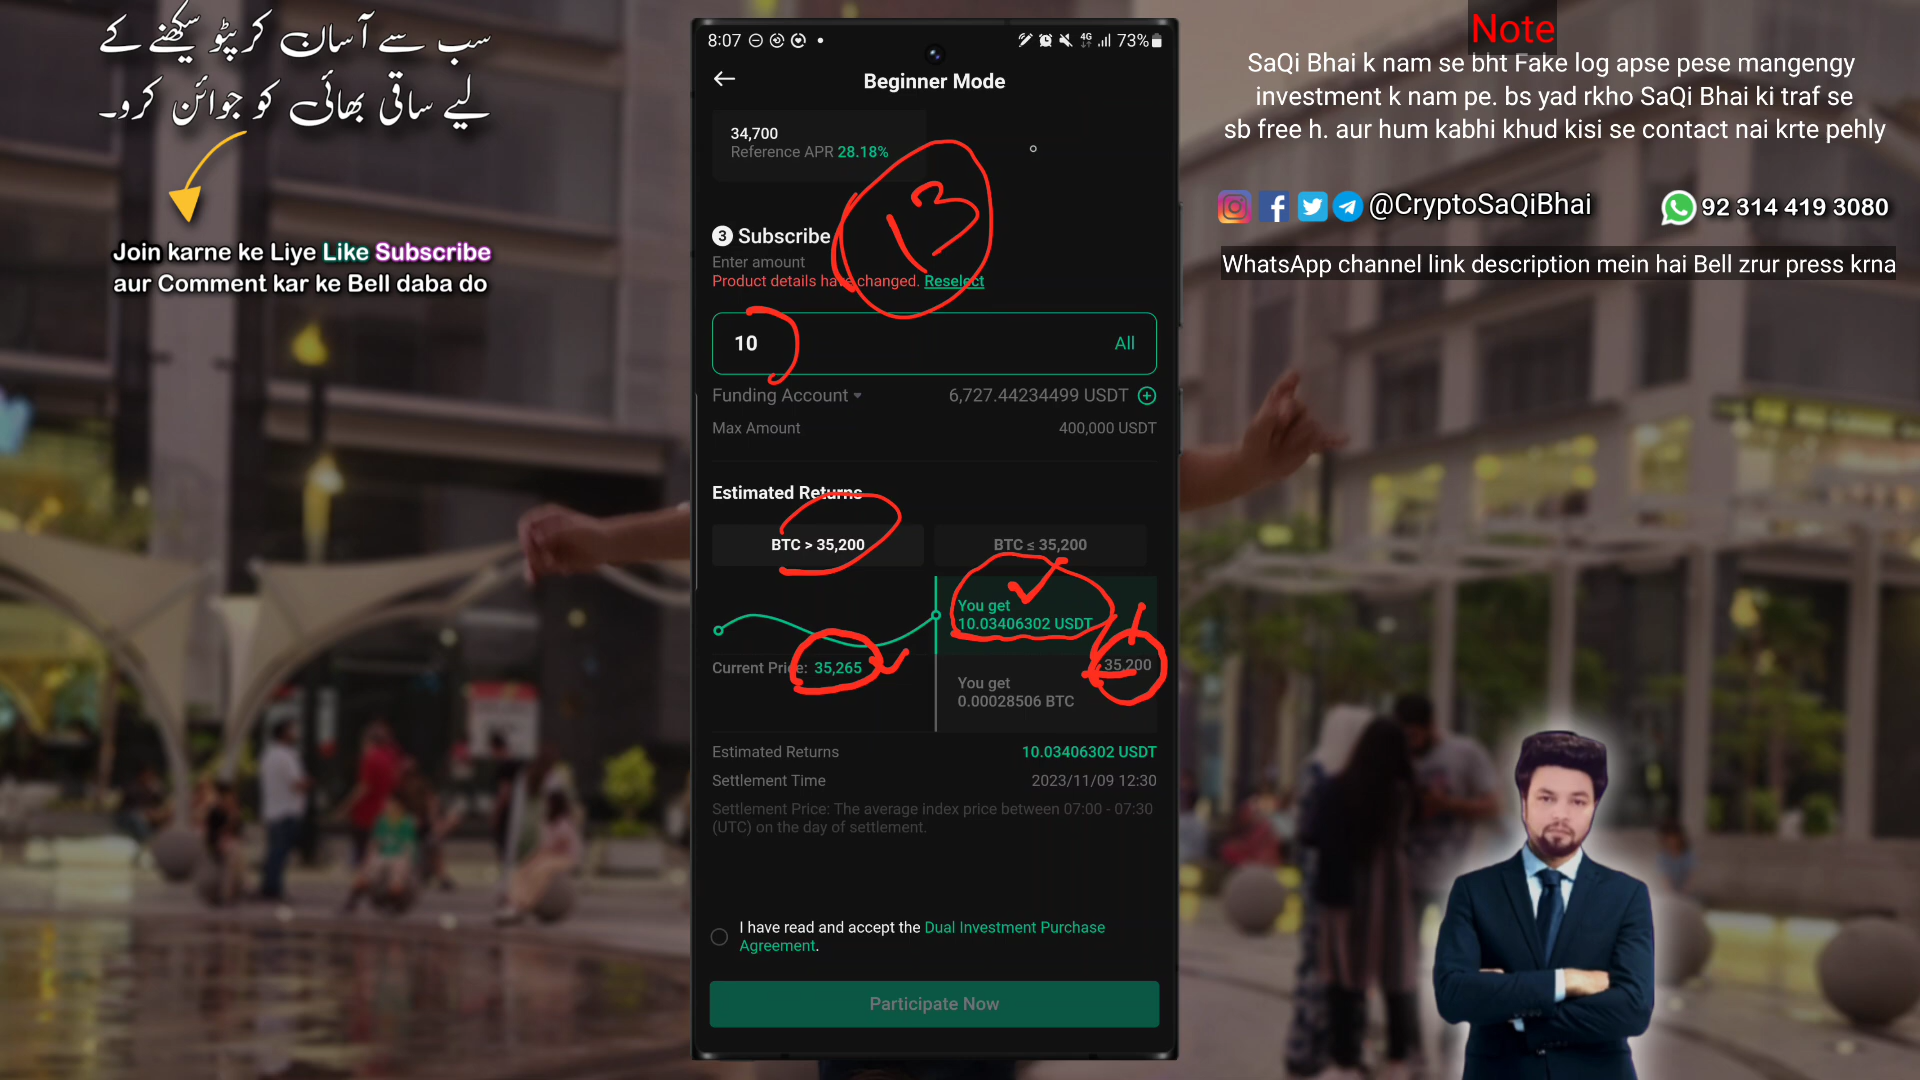 سب سے آسان کرپٹو سیکھنے کے
لیے ساقی بھائی کو جوائن کرو۔
Join karne ke Liye Like Subscribe
aur Comment kar ke Bell daba do
8:07
4G
73%
Beginner Mode
34,700
Reference APR 28.18%
13
3 Subscribe
Enter amount
Product details have changed. Reselect
10
All
Funding Account
6,727.44234499 USDT
Max Amount
400,000 USDT
Estimated Returns
BTC > 35,200
BTC ≤ 35,200
You get
10.03406302 USDT
Current Price: 35,265
35,200
You get
0.00028506 BTC
Estimated Returns
10.03406302 USDT
Settlement Time
2023/11/09 12:30
Settlement Price: The average index price between 07:00 - 07:30
(UTC) on the day of settlement.
I have read and accept the Dual Investment Purchase
Agreement.
Participate Now
Note
SaQi Bhai k nam se bht Fake log apse pese mangengy
investment k nam pe. bs yad rkho SaQi Bhai ki traf se
sb free h. aur hum kabhi khud kisi se contact nai krte pehly
@CryptoSaQiBhai
92 314 419 3080
WhatsApp channel link description mein hai Bell zrur press krna